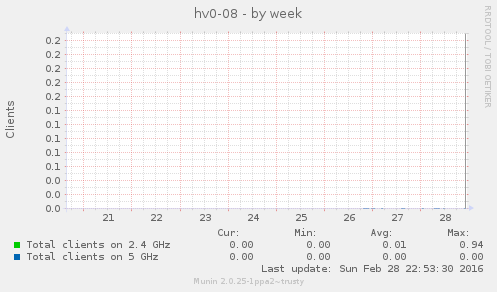 hv0-08 - by week
RRDTOOL / TOBI OETIKER
Clients
0.2
0.2
0.2
0.2
0.2
0.1
0.1
0.1
0.1
0.1
0.0
0.0
0.0
21 22 23 24 25 26 27 28
Cur: Min: Avg: Max:
Total clients on 2.4 GHz 0.00 0.00 0.01 0.94
Total clients on 5 GHz 0.00 0.00 0.00 0.00
Last update: Sun Feb 28 22:53:30 2016
Munin 2.0.25-1ppa2~trusty